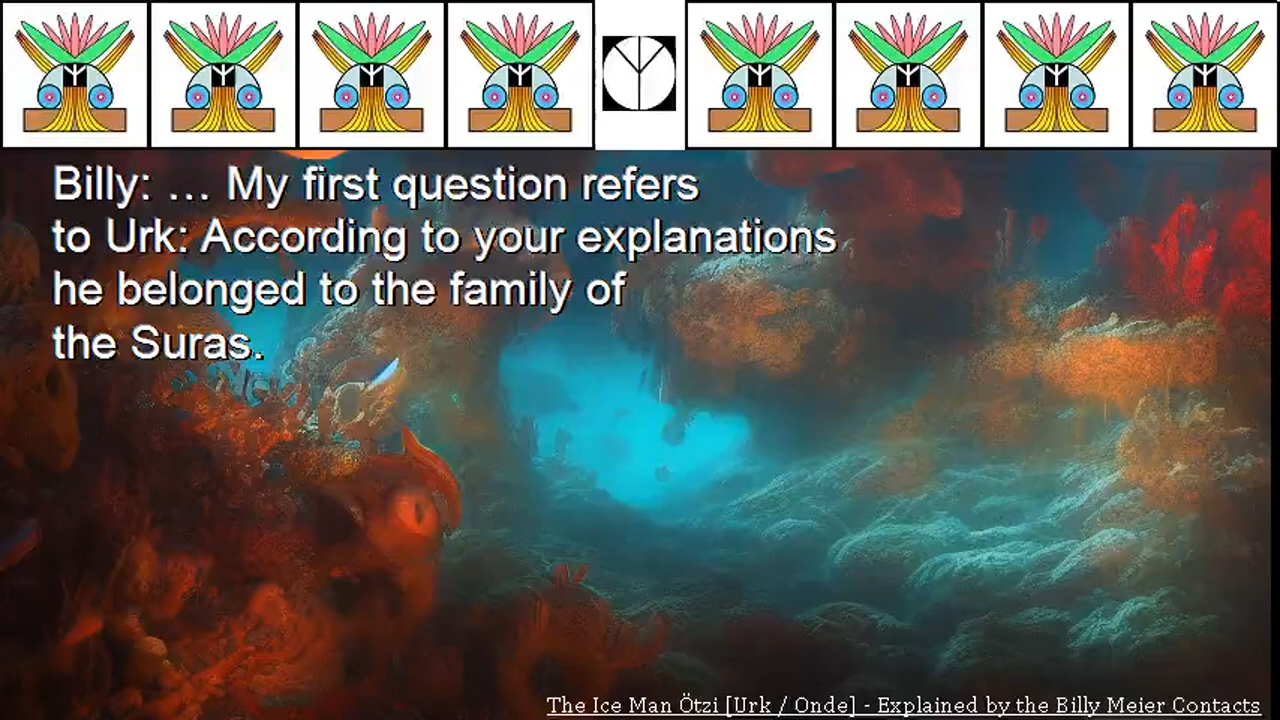 Billy: … My first question refers
to Urk: According to your explanations
he belonged to the family of
the Suras.
The Ice Man Ötzi [Urk / Onde] - Explained by the Billy Meier Contacts